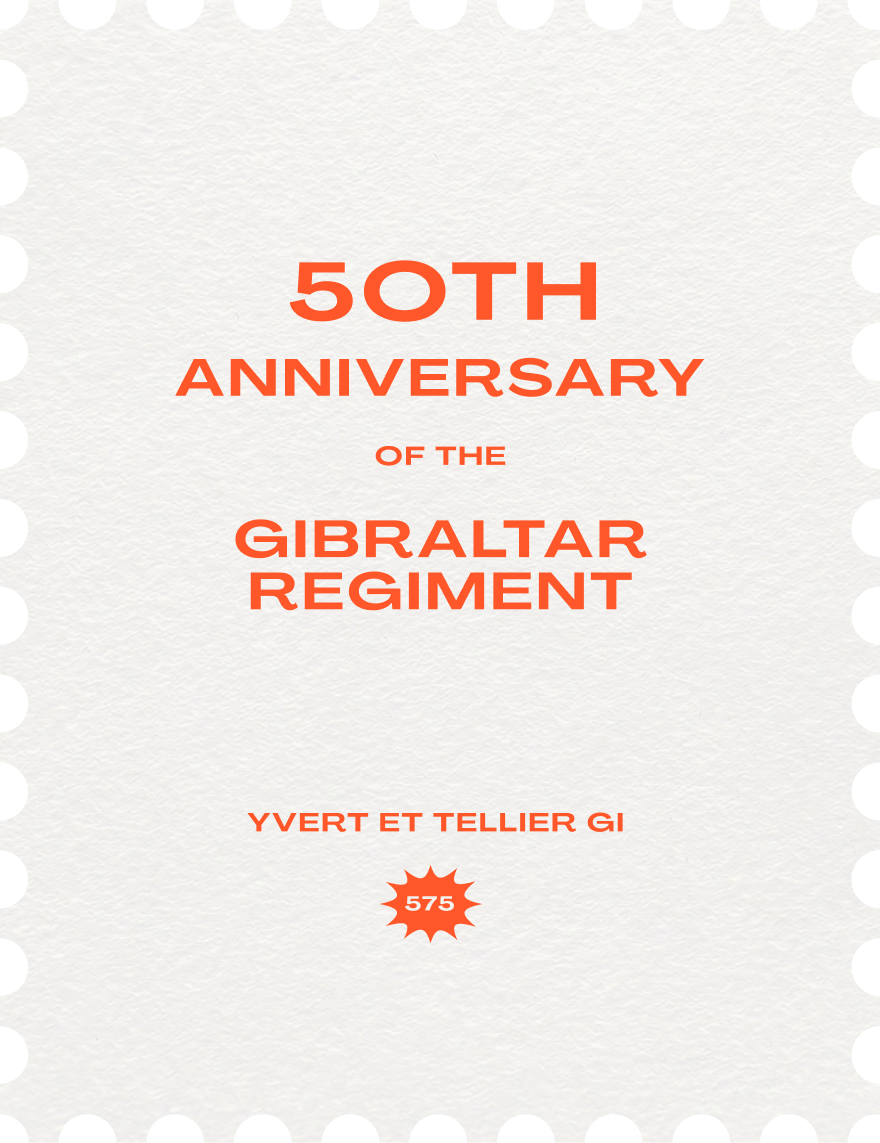 50TH
ANNIVERSARY
OF THE
GIBRALTAR
REGIMENT
YVERT ET TELLIER GI
575